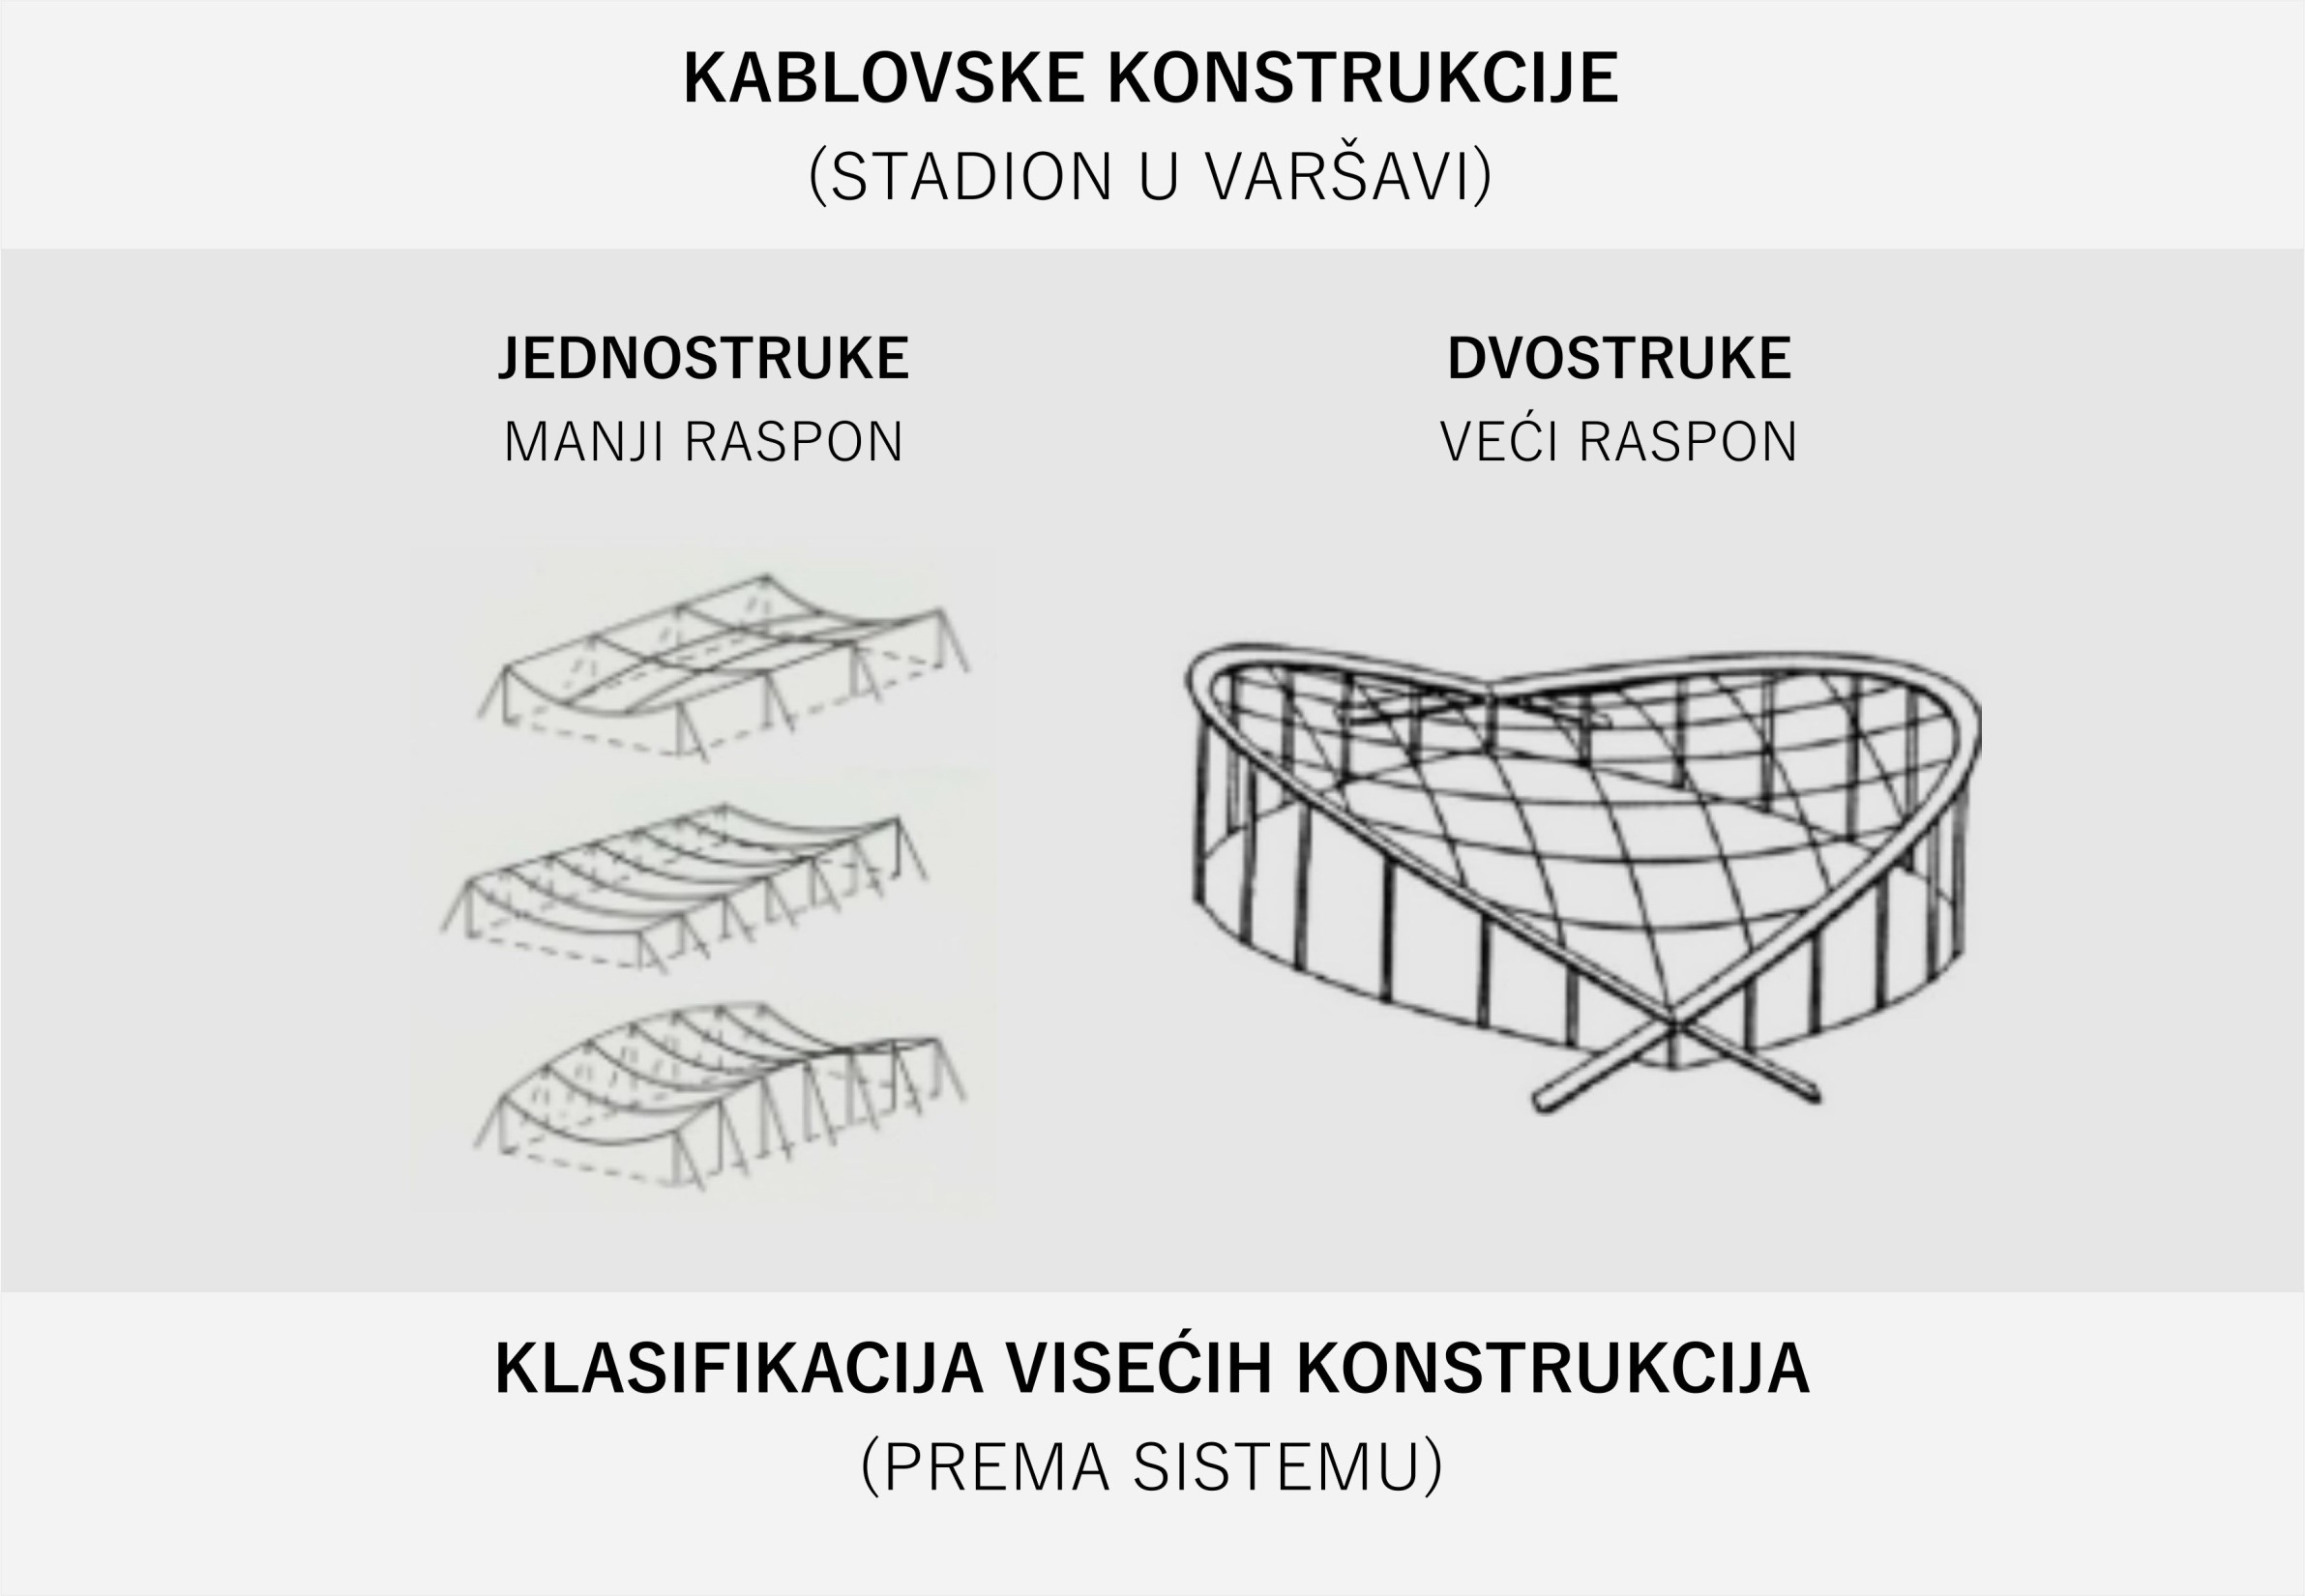 KABLOVSKE KONSTRUKCIJE
(STADION U VARŠAVI)
JEDNOSTRUKE
MANJI RASPON
DVOSTRUKE
VEĆI RASPON
KLASIFIKACIJA VISEĆIH KONSTRUKCIJA
(PREMA SISTEMU)